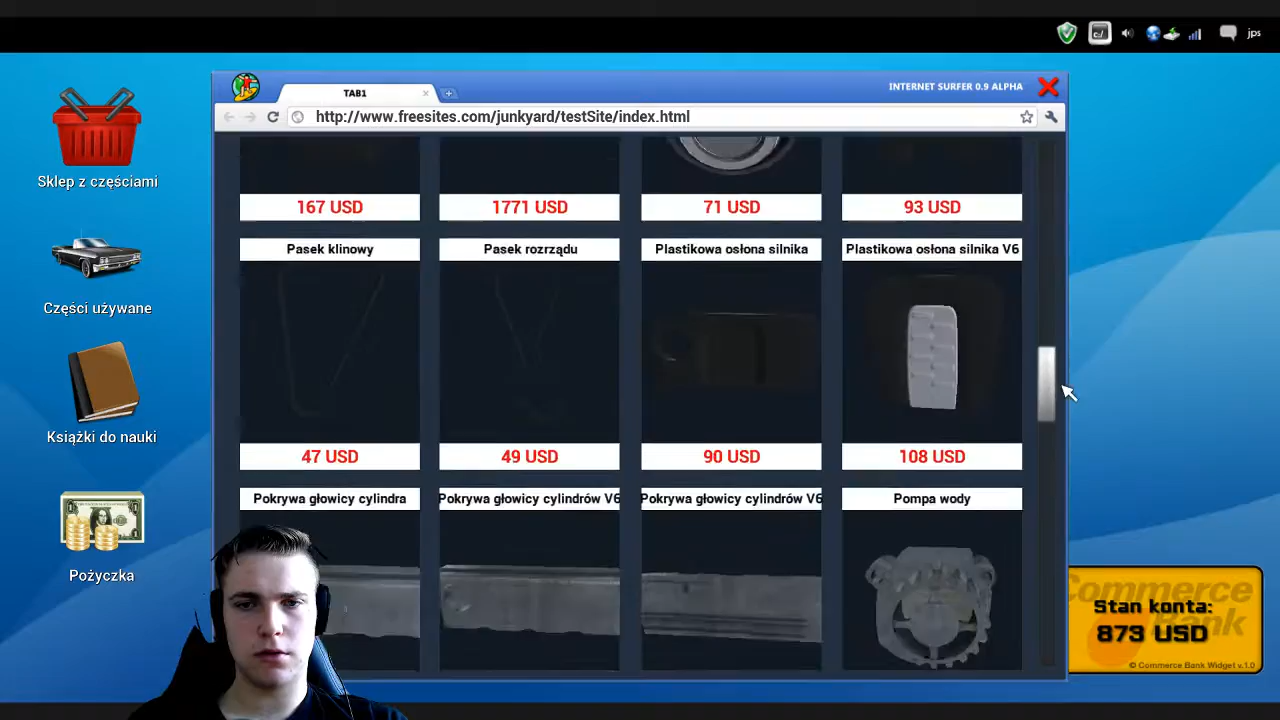 jps
TAB1
INTERNET SURFER 0.9 ALPHA
http://www.freesites.com/junkyard/testSite/index.html
Sklep z częściami
Części używane
Książki do nauki
Pożyczka
167 USD
1771 USD
71 USD
93 USD
Pasek klinowy
Pasek rozrządu
Plastikowa osłona silnika
Plastikowa osłona silnika V6
47 USD
49 USD
90 USD
108 USD
Pokrywa głowicy cylindra
Pokrywa głowicy cylindrów V6
Pokrywa głowicy cylindrów V6
Pompa wody
Commerce
Bank
Stan konta:
873 USD
© Commerce Bank Widget v.1.0